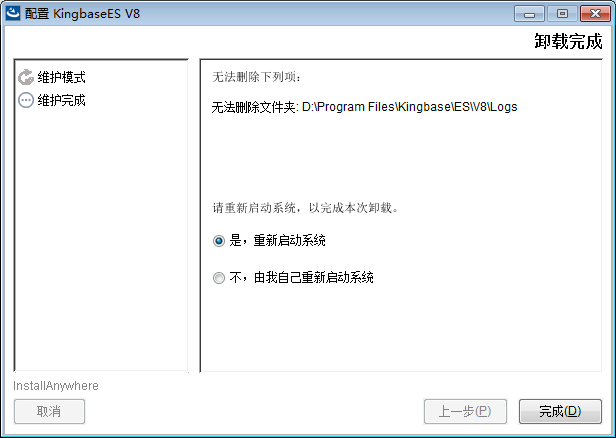 配置 KingbaseES V8
卸载完成
维护模式
维护完成
无法删除下列项：
无法删除文件夹: D:\Program Files\Kingbase\ES\V8\Logs
请重新启动系统，以完成本次卸载。
是，重新启动系统
不，由我自己重新启动系统
InstallAnywhere
取消
上一步(P)
完成(D)